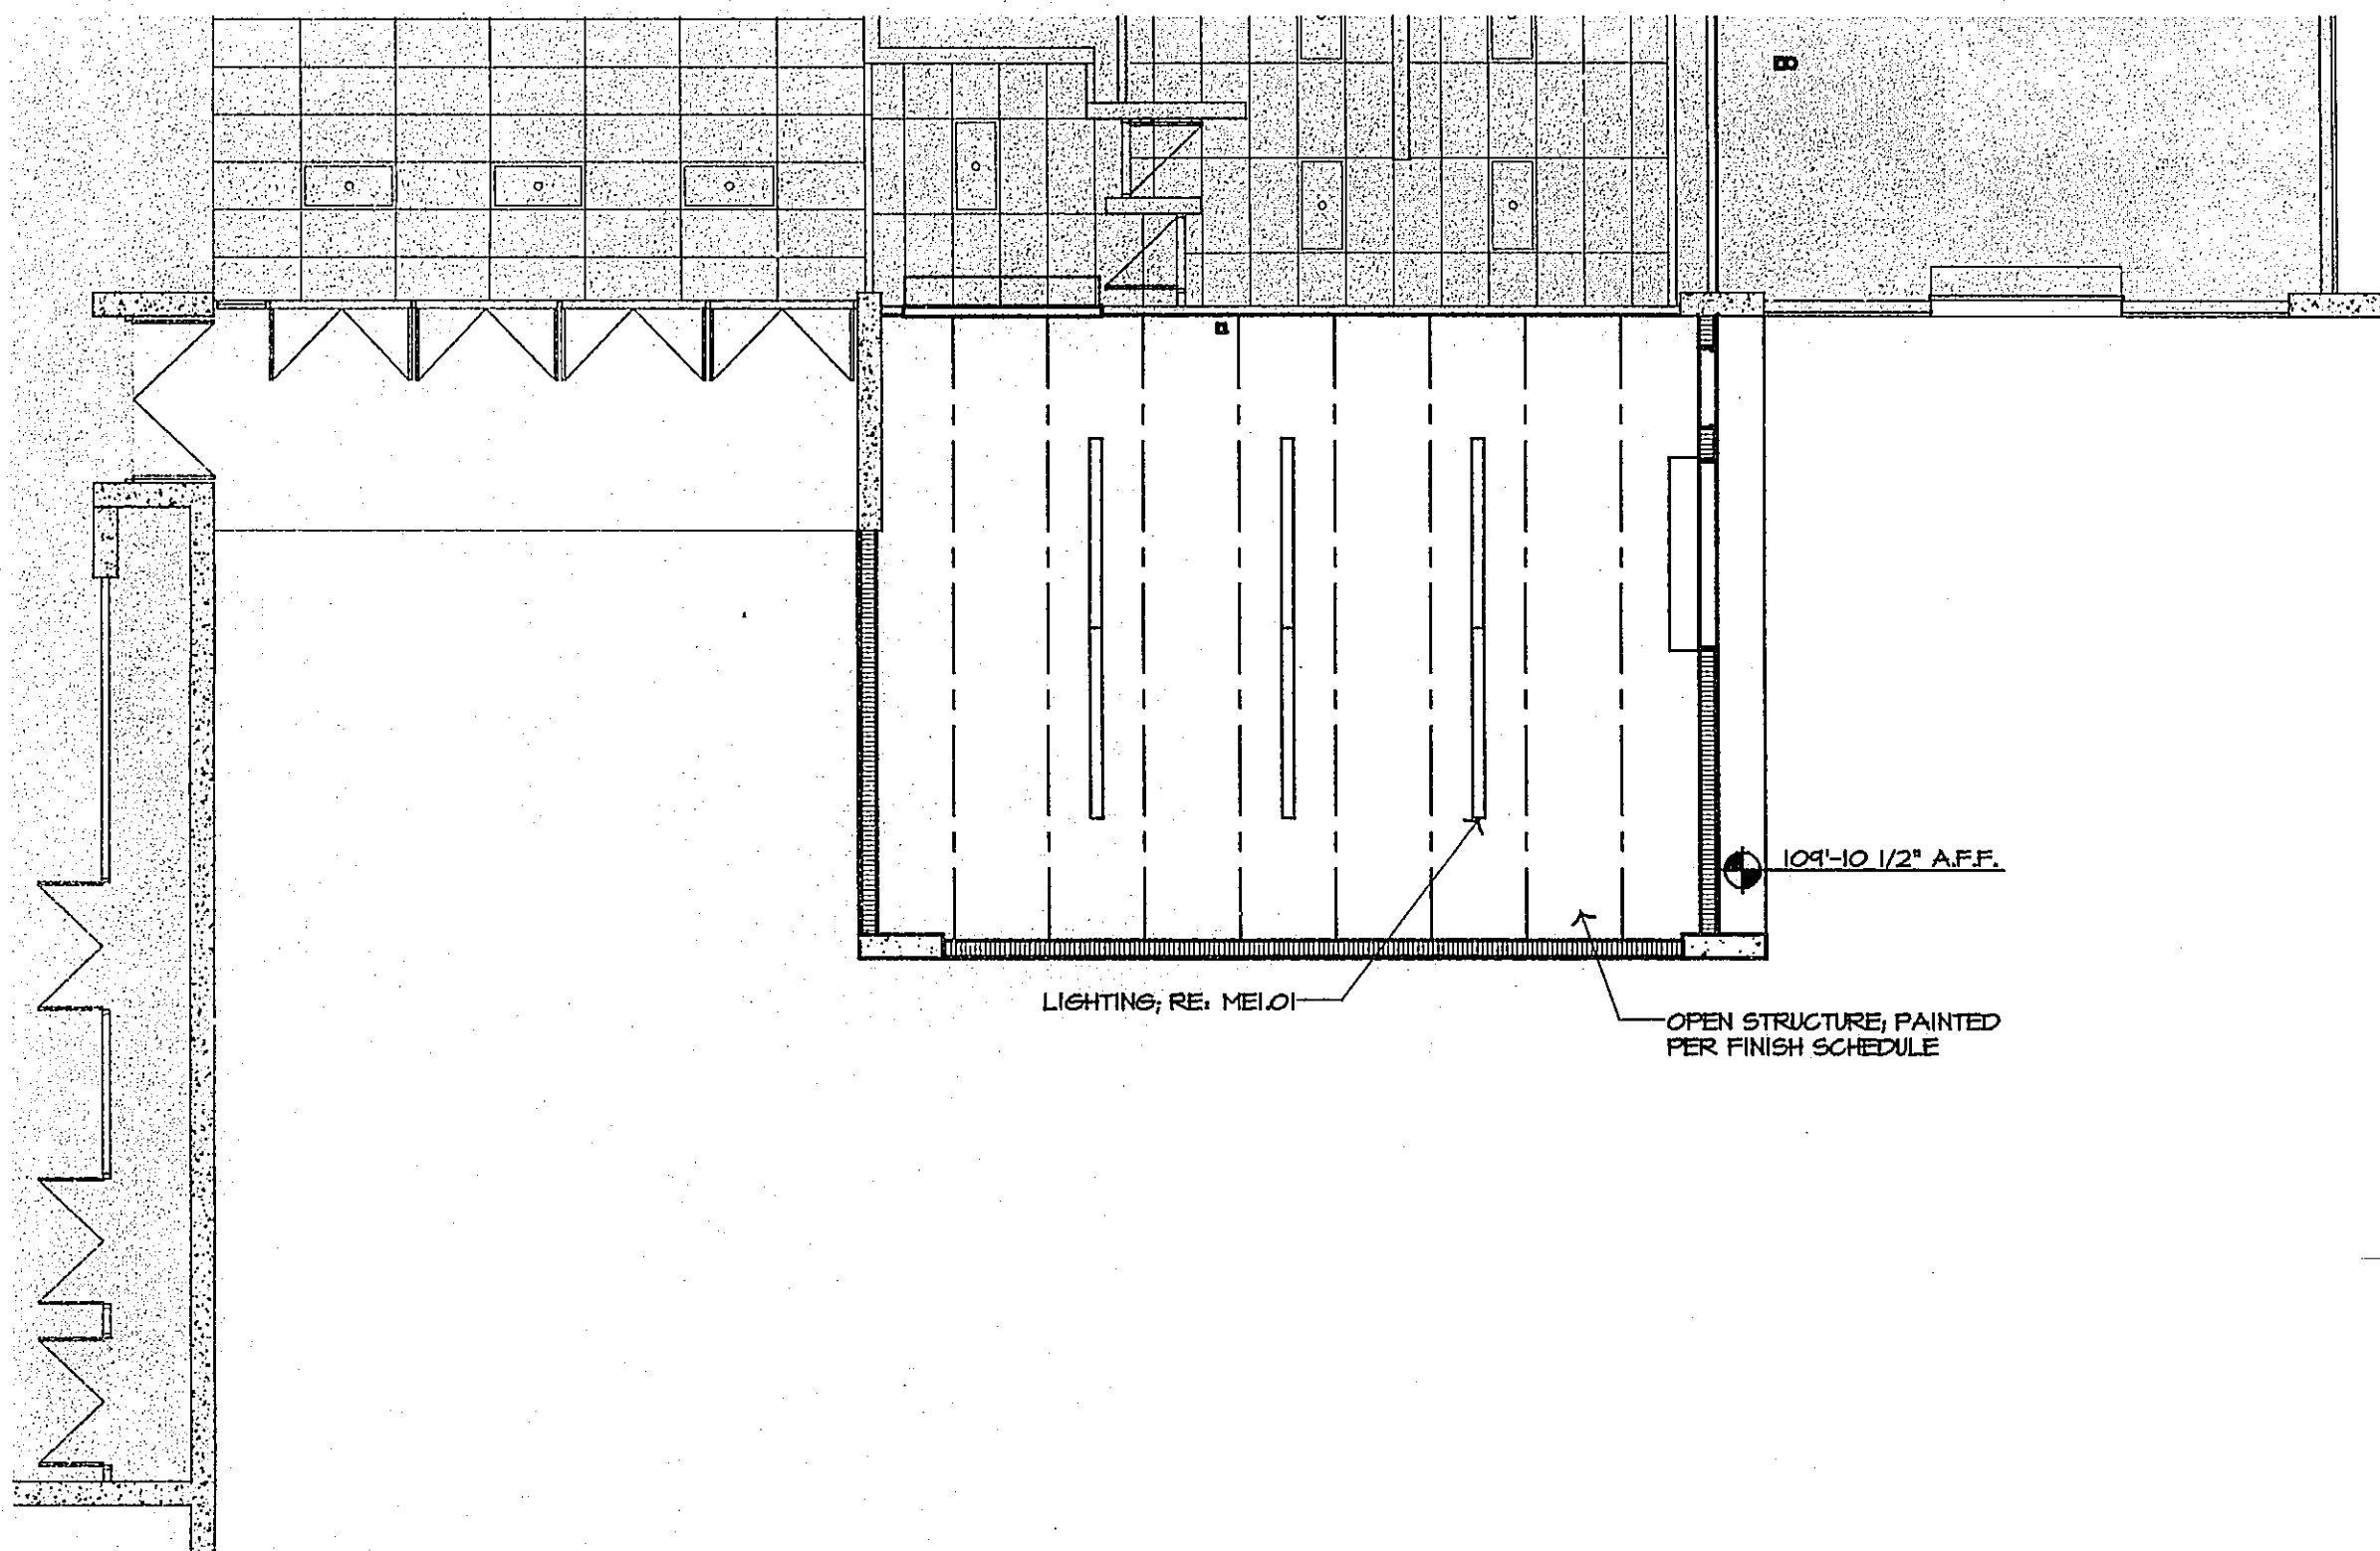 109'-10 1/2" A.F.F.
LIGHTING; RE: ME1.01
OPEN STRUCTURE; PAINTED
PER FINISH SCHEDULE